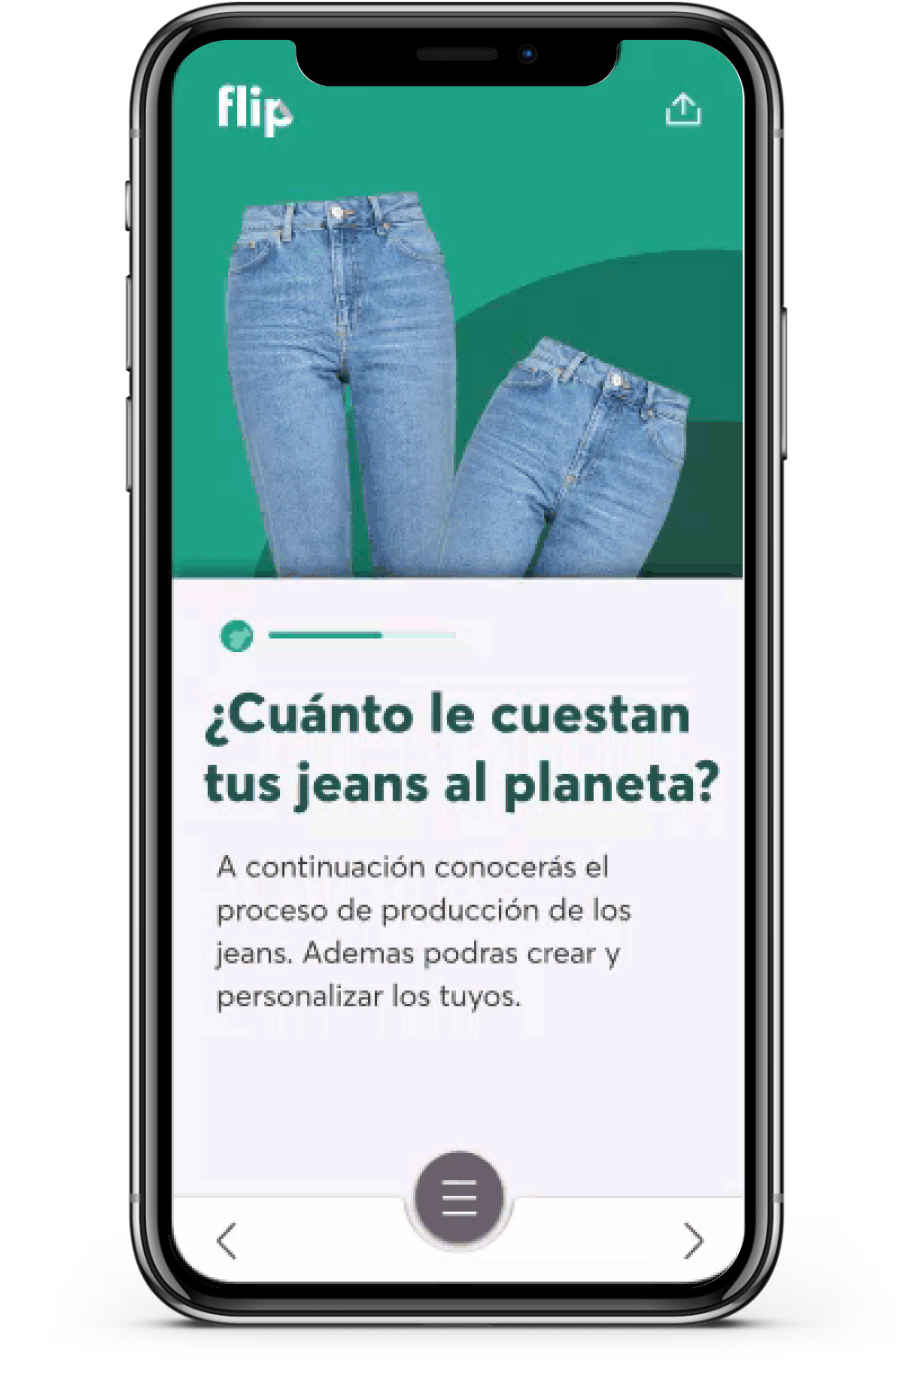 flip
¿Cuánto le cuestan
tus jeans al planeta?
A continuación conocerás el
proceso de producción de los
jeans. Ademas podras crear y
personalizar los tuyos.